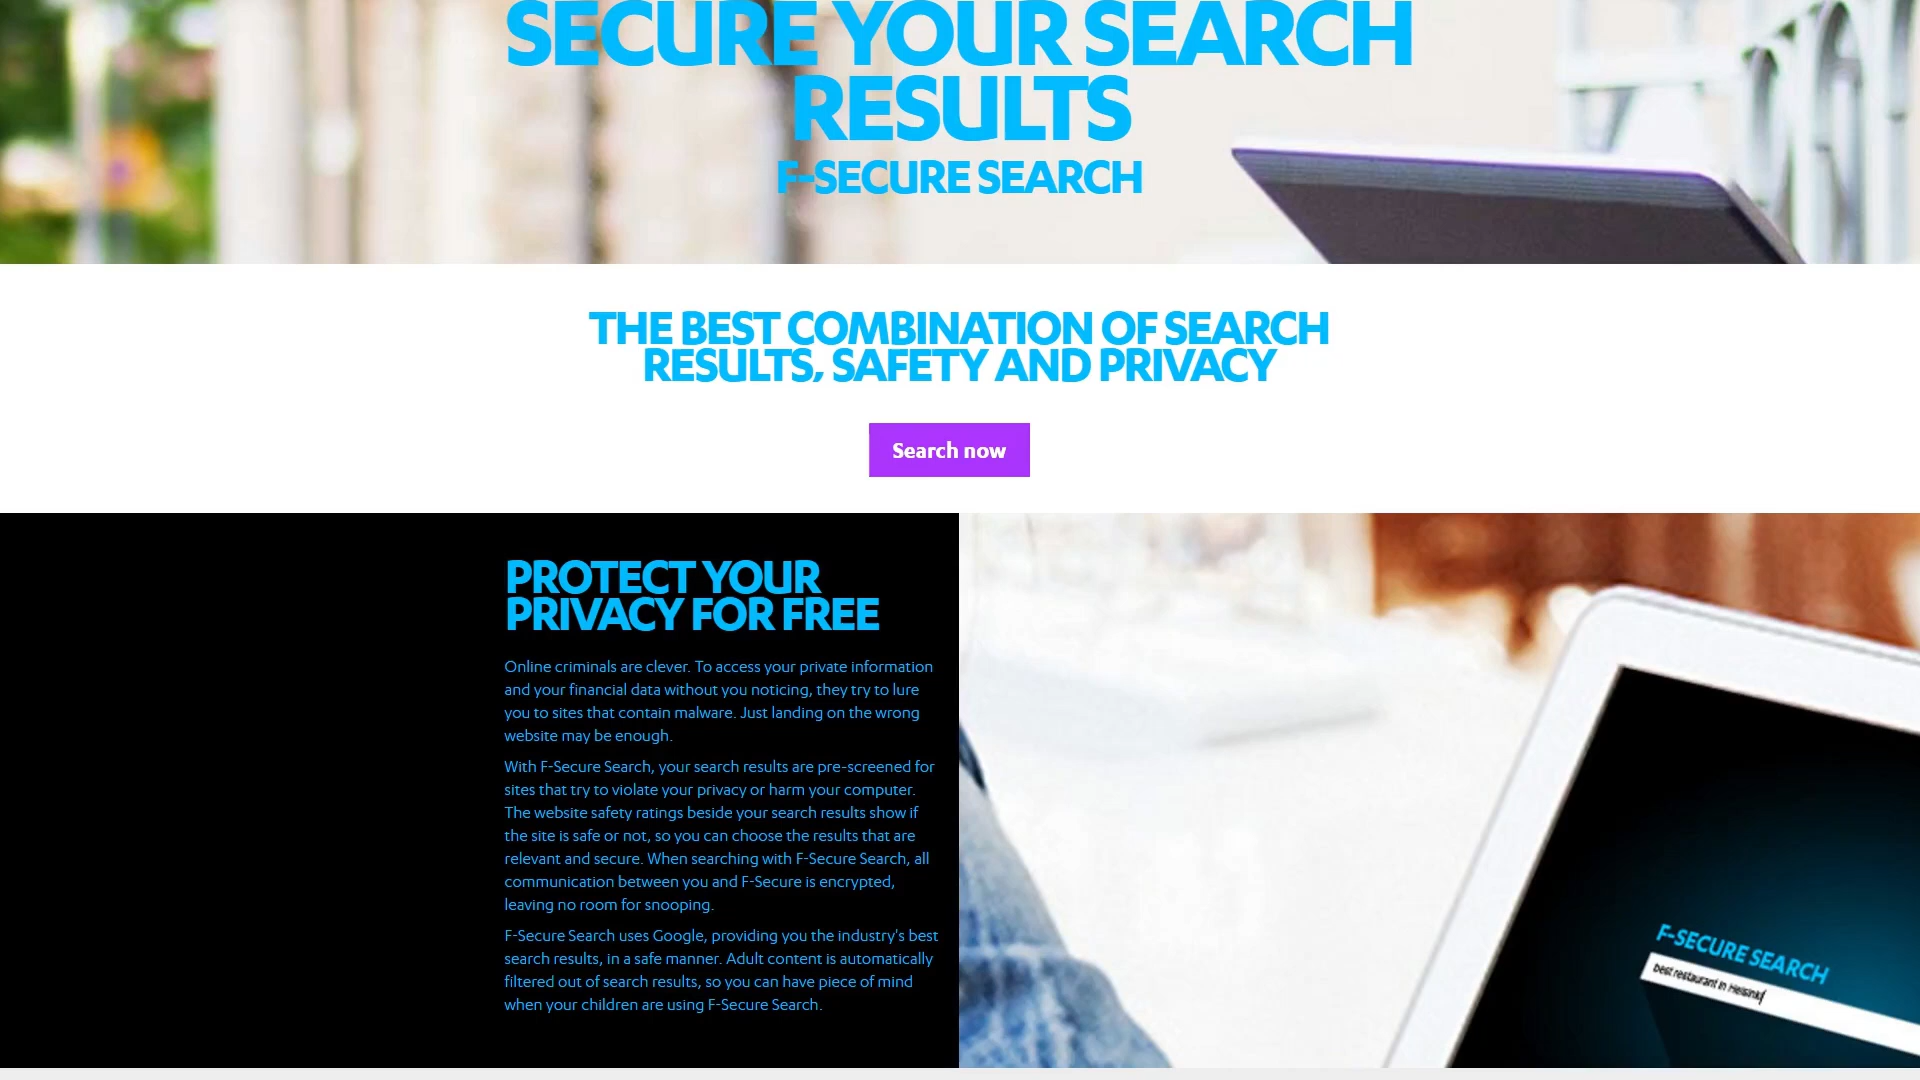 SECURE YOUR SEARCH
RESULTS
F-SECURE SEARCH
THE BEST COMBINATION OF SEARCH
RESULTS, SAFETY AND PRIVACY
Search now
PROTECT YOUR
PRIVACY FOR FREE
Online criminals are clever. To access your private information
and your financial data without you noticing, they try to lure
you to sites that contain malware. Just landing on the wrong
website may be enough.
With F-Secure Search, your search results are pre-screened for
sites that try to violate your privacy or harm your computer.
The website safety ratings beside your search results show if
the site is safe or not, so you can choose the results that are
relevant and secure. When searching with F-Secure Search, all
communication between you and F-Secure is encrypted,
leaving no room for snooping.
F-Secure Search uses Google, providing you the industry's best
search results, in a safe manner. Adult content is automatically
filtered out of search results, so you can have piece of mind
when your children are using F-Secure Search.
F-SECURE SEARCH
best restaurant in Helsinki